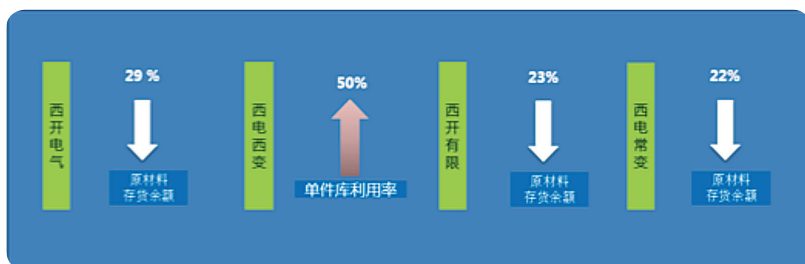 西开电气
29 %
原材料
存货余额
西电西变
50%
单件库利用率
西开有限
23%
原材料
存货余额
西电常变
22%
原材料
存货余额